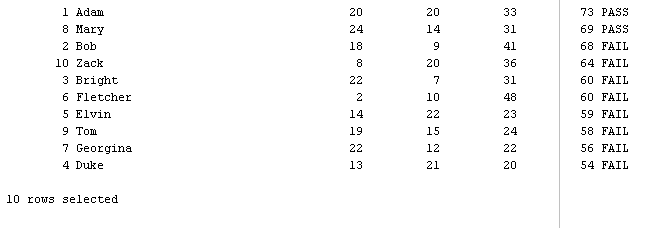 1 Adam 20 20 33 73 PASS
8 Mary 24 14 31 69 PASS
2 Bob 18 9 41 68 FAIL
10 Zack 8 20 36 64 FAIL
3 Bright 22 7 31 60 FAIL
6 Fletcher 2 10 48 60 FAIL
5 Elvin 14 22 23 59 FAIL
9 Tom 19 15 24 58 FAIL
7 Georgina 22 12 22 56 FAIL
4 Duke 13 21 20 54 FAIL
10 rows selected